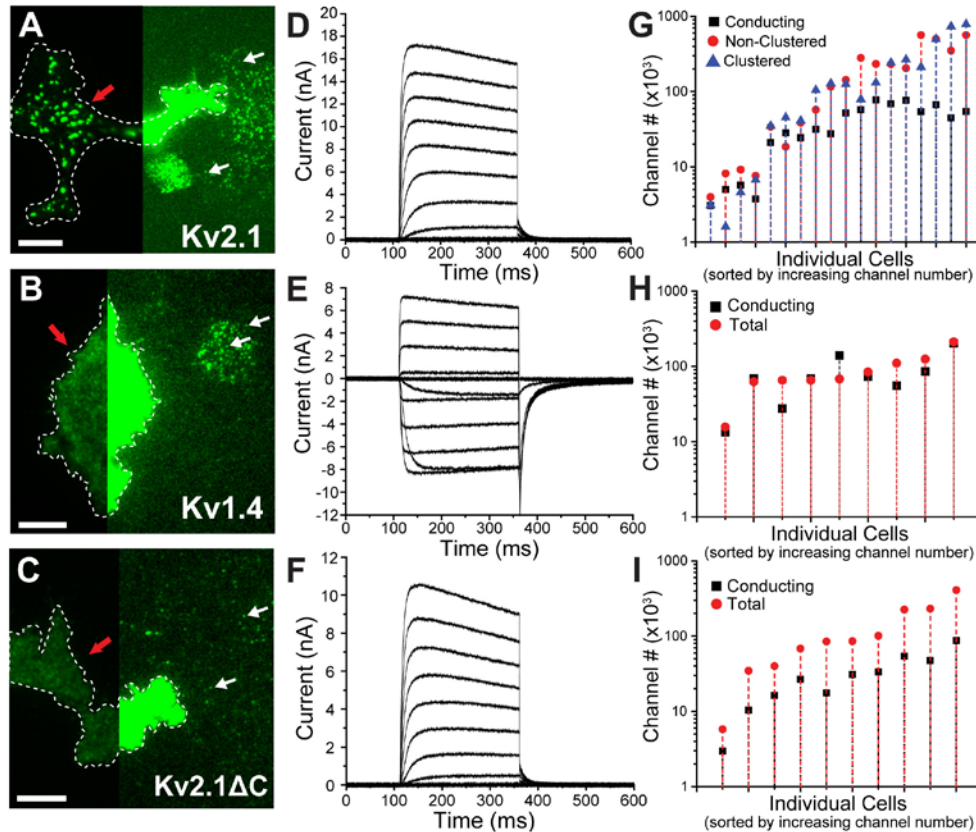 A
Kv2.1
B
Kv1.4
C
Kv2.1ΔC
D
Current (nA)
18
16
14
12
10
8
6
4
2
0
0 100 200 300 400 500 600
Time (ms)
E
Current (nA)
8
6
4
2
0
-2
-4
-6
-8
-10
-12
0 100 200 300 400 500 600
Time (ms)
F
Current (nA)
12
10
8
6
4
2
0
0 100 200 300 400 500 600
Time (ms)
G
Channel # (x10³)
1000
100
10
1
Conducting
Non-Clustered
Clustered
Individual Cells
(sorted by increasing channel number)
H
Channel # (x10³)
1000
100
10
1
Conducting
Total
Individual Cells
(sorted by increasing channel number)
I
Channel # (x10³)
1000
100
10
1
Conducting
Total
Individual Cells
(sorted by increasing channel number)